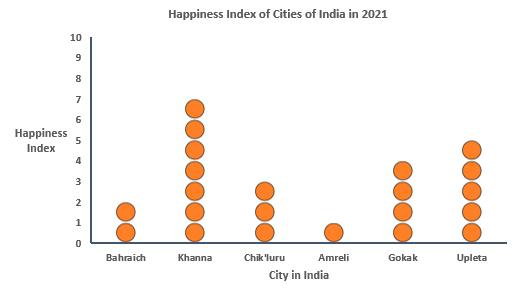 Happiness Index of Cities of India in 2021
10
9
8
7
6
5
4
3
2
1
0
Happiness
Index
Bahraich Khanna Chik'luru Amreli Gokak Upleta
City in India